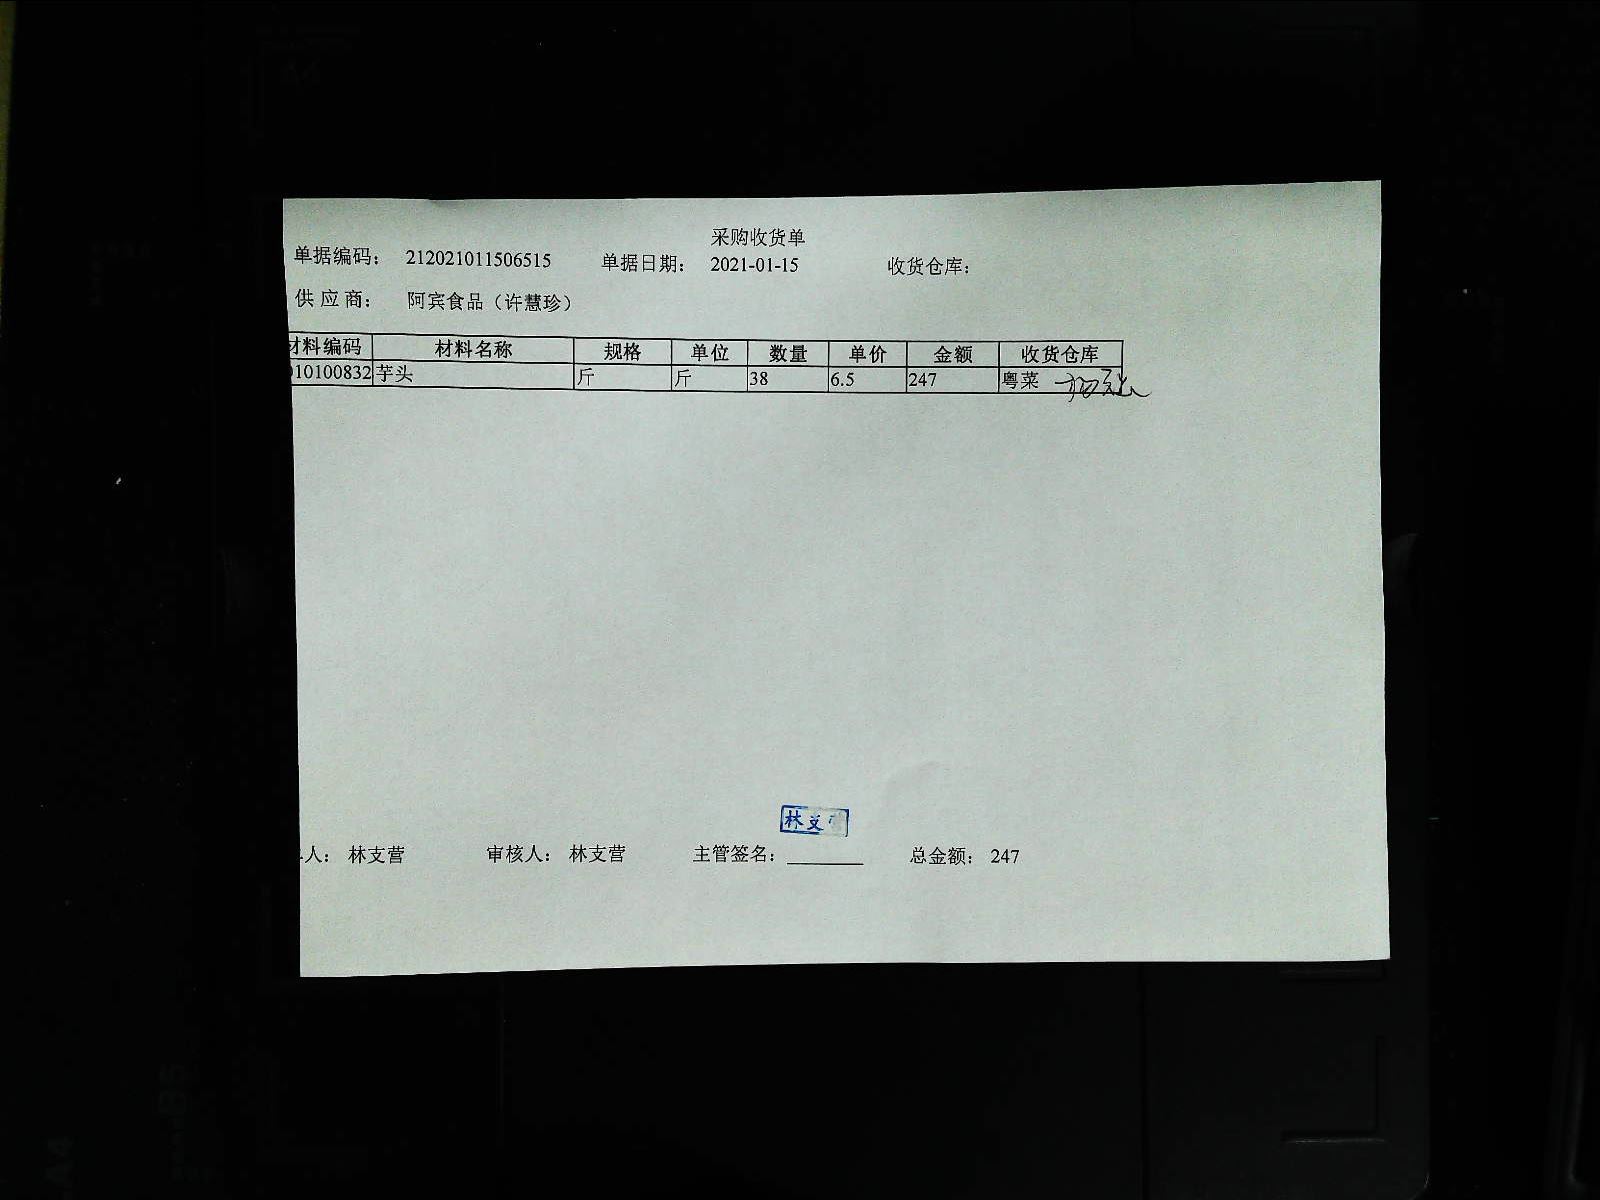 采购收货单
单据编码： 212021011506515 单据日期： 2021-01-15 收货仓库：
供 应 商： 阿宾食品（许慧珍）
材料编码 材料名称 规格 单位 数量 单价 金额 收货仓库
010100832 芋头 斤 斤 38 6.5 247 粤菜
林支营
人： 林支营 审核人： 林支营 主管签名： 总金额： 247